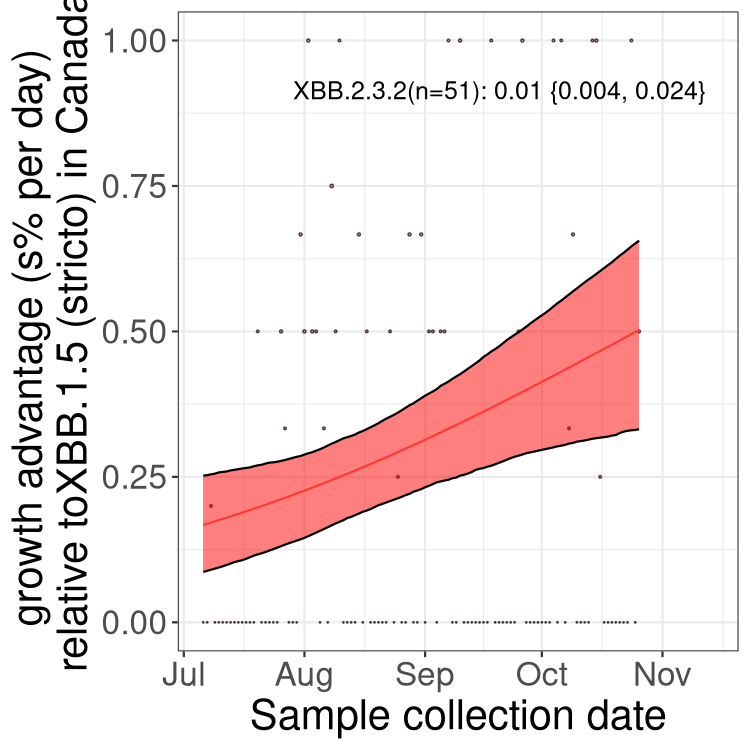 growth advantage (s% per day)
relative toXBB.1.5 (stricto) in Canada
1.00
XBB.2.3.2(n=51): 0.01 {0.004, 0.024}
0.75
0.50
0.25
0.00
Jul Aug Sep Oct Nov
Sample collection date